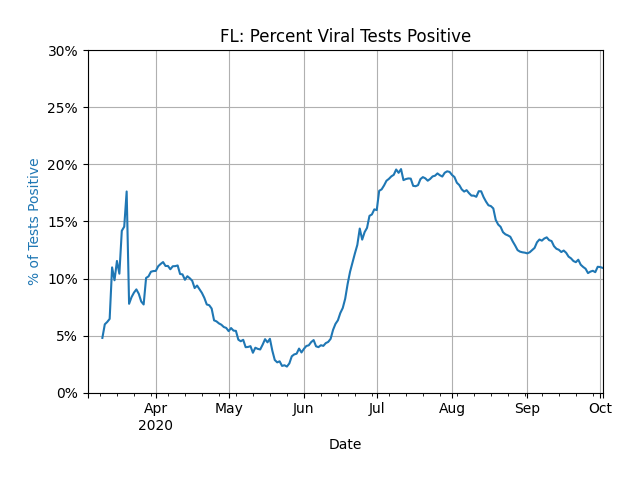 FL: Percent Viral Tests Positive
30%
25%
20%
15%
10%
5%
0%
% of Tests Positive
Apr May Jun Jul Aug Sep Oct
2020
Date